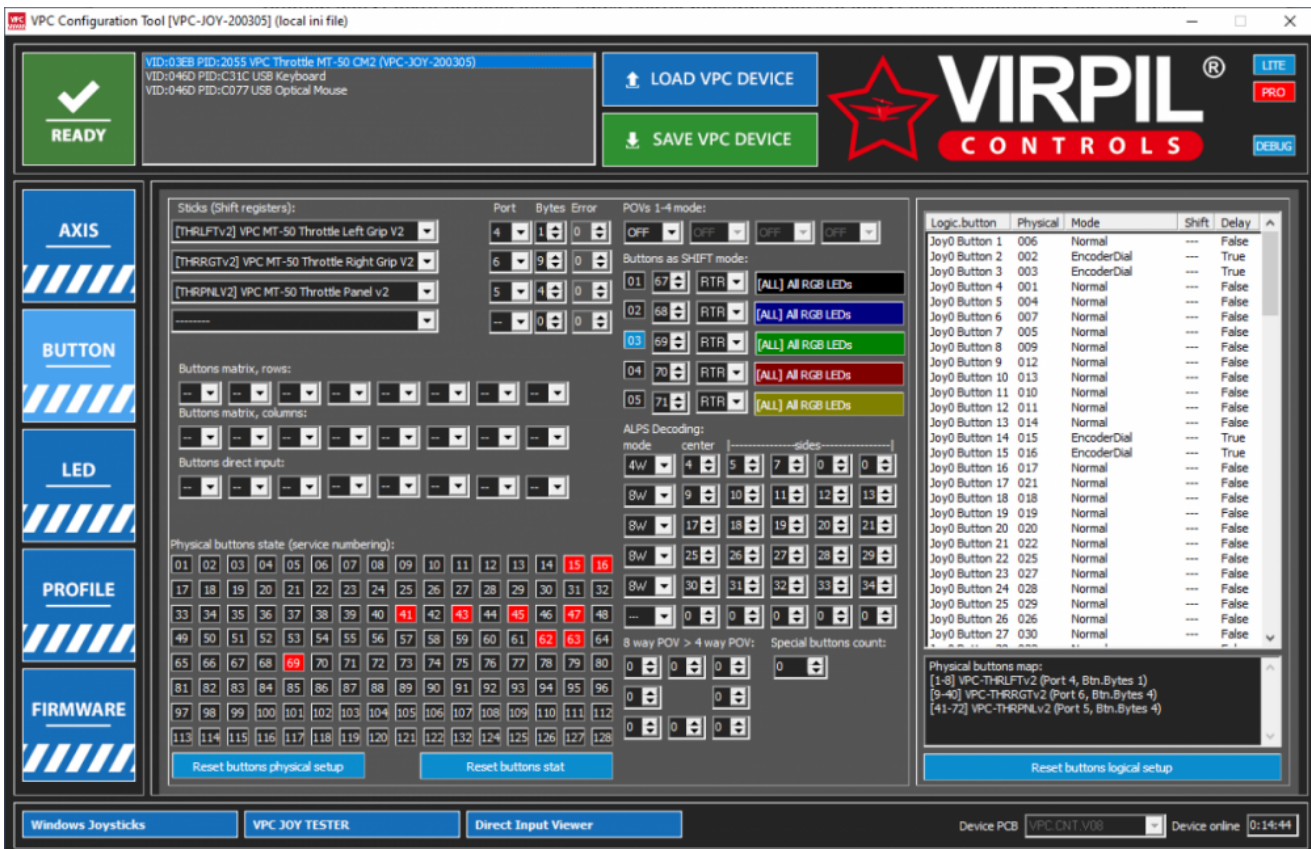 VPC Configuration Tool [VPC-JOY-200305] (local ini file)
READY
VID:03EB PID:2055 VPC Throttle MT-50 CM2 (VPC-JOY-200305)
VID:046D PID:C31C USB Keyboard
VID:046D PID:C077 USB Optical Mouse
LOAD VPC DEVICE
SAVE VPC DEVICE
VIRPIL ®
CONTROLS
LITE
PRO
DEBUG
AXIS
BUTTON
LED
PROFILE
FIRMWARE
Sticks (Shift registers): Port Bytes Error
[THRLFTv2] VPC MT-50 Throttle Left Grip V2 4 1 0
[THRRGTv2] VPC MT-50 Throttle Right Grip V2 6 9 0
[THRPNLV2] VPC MT-50 Throttle Panel v2 5 4 0
-------- -- 0 0
Buttons matrix, rows:
-- -- -- -- -- -- -- --
Buttons matrix, columns:
-- -- -- -- -- -- -- --
Buttons direct input:
-- -- -- -- -- -- -- --
Physical buttons state (service numbering):
01 02 03 04 05 06 07 08 09 10 11 12 13 14 15 16
17 18 19 20 21 22 23 24 25 26 27 28 29 30 31 32
33 34 35 36 37 38 39 40 41 42 43 44 45 46 47 48
49 50 51 52 53 54 55 56 57 58 59 60 61 62 63 64
65 66 67 68 69 70 71 72 73 74 75 76 77 78 79 80
81 82 83 84 85 86 87 88 89 90 91 92 93 94 95 96
97 98 99 100 101 102 103 104 105 106 107 108 109 110 111 112
113 114 115 116 117 118 119 120 121 122 132 124 125 126 127 128
Reset buttons physical setup
Reset buttons stat
POVs 1-4 mode:
OFF OFF OFF OFF
Buttons as SHIFT mode:
01 67 RTR [ALL] All RGB LEDs
02 68 RTR [ALL] All RGB LEDs
03 69 RTR [ALL] All RGB LEDs
04 70 RTR [ALL] All RGB LEDs
05 71 RTR [ALL] All RGB LEDs
ALPS Decoding:
mode center |---------------sides---------------|
4W 4 5 7 0 0
8W 9 10 11 12 13
8W 17 18 19 20 21
8W 25 26 27 28 29
8W 30 31 32 33 34
--- 0 0 0 0 0
8 way POV > 4 way POV: Special buttons count:
0 0 0 0
0 0
0 0 0
Logic.button Physical Mode Shift Delay
Joy0 Button 1 006 Normal --- False
Joy0 Button 2 002 EncoderDial --- True
Joy0 Button 3 003 EncoderDial --- True
Joy0 Button 4 001 Normal --- False
Joy0 Button 5 004 Normal --- False
Joy0 Button 6 007 Normal --- False
Joy0 Button 7 005 Normal --- False
Joy0 Button 8 009 Normal --- False
Joy0 Button 9 012 Normal --- False
Joy0 Button 10 013 Normal --- False
Joy0 Button 11 010 Normal --- False
Joy0 Button 12 011 Normal --- False
Joy0 Button 13 014 Normal --- False
Joy0 Button 14 015 EncoderDial --- True
Joy0 Button 15 016 EncoderDial --- True
Joy0 Button 16 017 Normal --- False
Joy0 Button 17 021 Normal --- False
Joy0 Button 18 018 Normal --- False
Joy0 Button 19 019 Normal --- False
Joy0 Button 20 020 Normal --- False
Joy0 Button 21 022 Normal --- False
Joy0 Button 22 025 Normal --- False
Joy0 Button 23 027 Normal --- False
Joy0 Button 24 028 Normal --- False
Joy0 Button 25 029 Normal --- False
Joy0 Button 26 026 Normal --- False
Joy0 Button 27 030 Normal --- False
Physical buttons map:
[1-8] VPC-THRLFTv2 (Port 4, Btn.Bytes 1)
[9-40] VPC-THRRGTv2 (Port 6, Btn.Bytes 4)
[41-72] VPC-THRPNLv2 (Port 5, Btn.Bytes 4)
Reset buttons logical setup
Windows Joysticks
VPC JOY TESTER
Direct Input Viewer
Device PCB VPC.CNT.V08 Device online 0:14:44